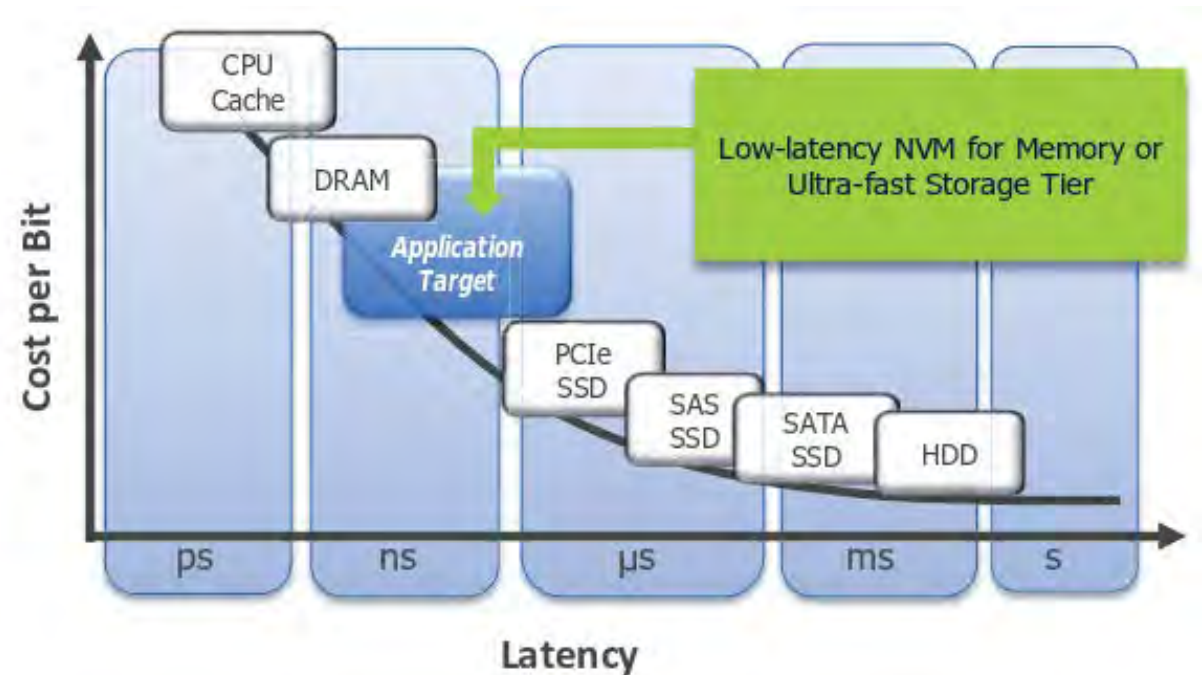 Cost per Bit
CPU
Cache
DRAM
Application
Target
Low-latency NVM for Memory or
Ultra-fast Storage Tier
PCIe
SSD
SAS
SSD
SATA
SSD
HDD
ps
ns
µs
ms
s
Latency